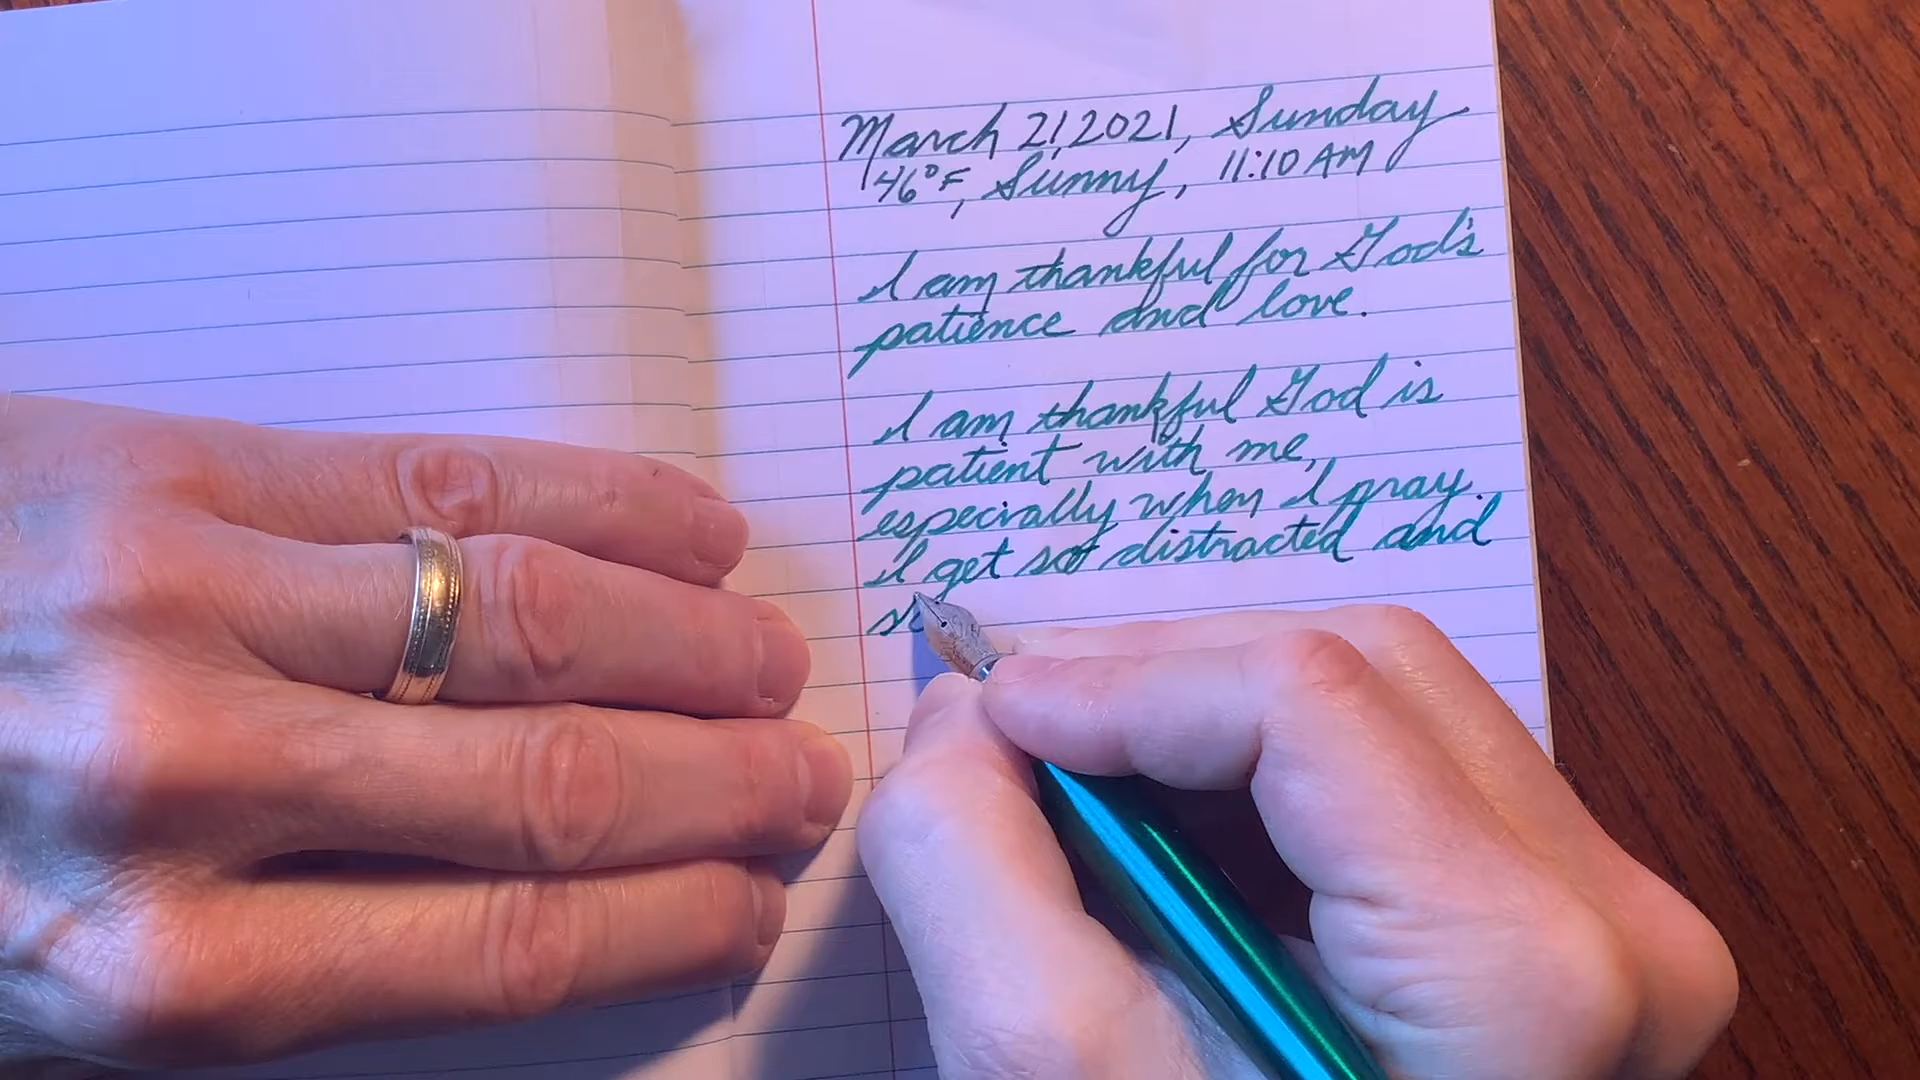 March 21, 2021, Sunday
46°F, Sunny, 11:10 AM
I am thankful for God's
patience and love.
I am thankful God is
patient with me,
especially when I pray.
I get so distracted and
so